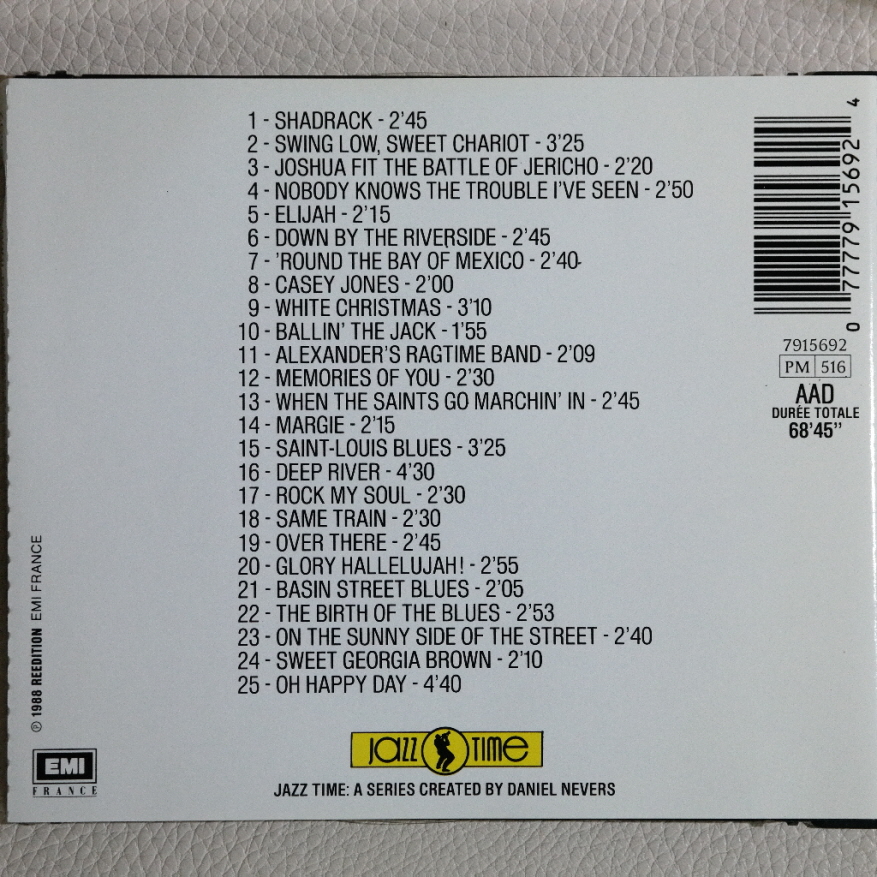 1 - SHADRACK - 2'45
2 - SWING LOW, SWEET CHARIOT - 3'25
3 - JOSHUA FIT THE BATTLE OF JERICHO - 2'20
4 - NOBODY KNOWS THE TROUBLE I'VE SEEN - 2'50
5 - ELIJAH - 2'15
6 - DOWN BY THE RIVERSIDE - 2'45
7 - 'ROUND THE BAY OF MEXICO - 2'40
8 - CASEY JONES - 2'00
9 - WHITE CHRISTMAS - 3'10
10 - BALLIN' THE JACK - 1'55
11 - ALEXANDER'S RAGTIME BAND - 2'09
12 - MEMORIES OF YOU - 2'30
13 - WHEN THE SAINTS GO MARCHIN' IN - 2'45
14 - MARGIE - 2'15
15 - SAINT-LOUIS BLUES - 3'25
16 - DEEP RIVER - 4'30
17 - ROCK MY SOUL - 2'30
18 - SAME TRAIN - 2'30
19 - OVER THERE - 2'45
20 - GLORY HALLELUJAH! - 2'55
21 - BASIN STREET BLUES - 2'05
22 - THE BIRTH OF THE BLUES - 2'53
23 - ON THE SUNNY SIDE OF THE STREET - 2'40
24 - SWEET GEORGIA BROWN - 2'10
25 - OH HAPPY DAY - 4'40
0 77779 15692 4
7915692
PM 516
AAD
DURÉE TOTALE
68'45"
℗ 1988 REEDITION EMI FRANCE
EMI
FRANCE
JAZZ TIME
JAZZ TIME: A SERIES CREATED BY DANIEL NEVERS